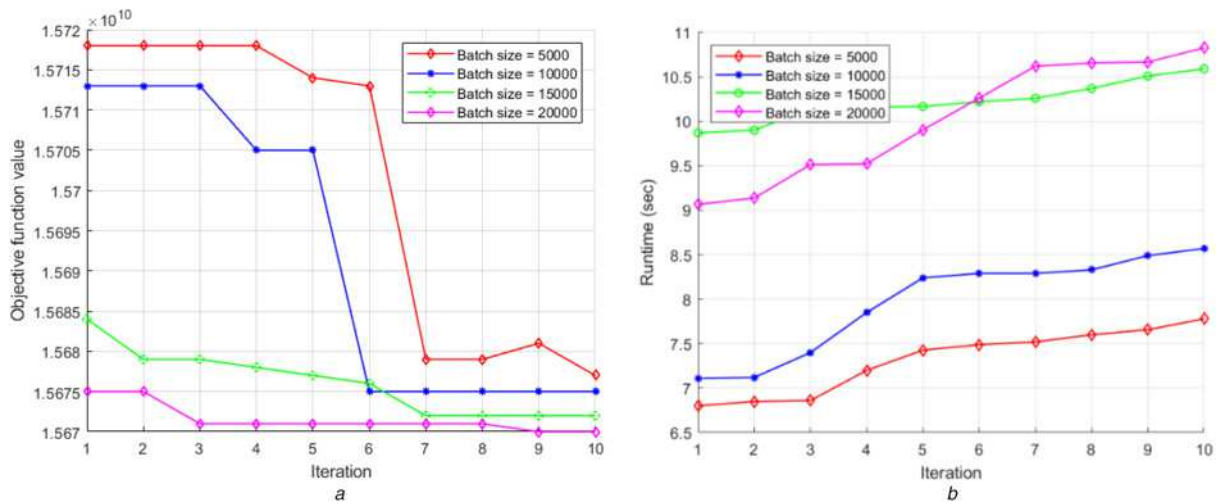 ×10^10
1.572
1.5715
1.571
1.5705
1.57
1.5695
1.569
1.5685
1.568
1.5675
1.567
Objective function value
Batch size = 5000
Batch size = 10000
Batch size = 15000
Batch size = 20000
1 2 3 4 5 6 7 8 9 10
Iteration
a
11
10.5
10
9.5
9
8.5
8
7.5
7
6.5
Runtime (sec)
Batch size = 5000
Batch size = 10000
Batch size = 15000
Batch size = 20000
1 2 3 4 5 6 7 8 9 10
Iteration
b